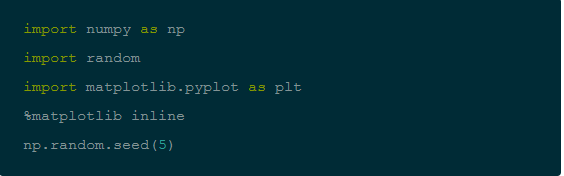 import numpy as np
import random
import matplotlib.pyplot as plt
%matplotlib inline
np.random.seed(5)